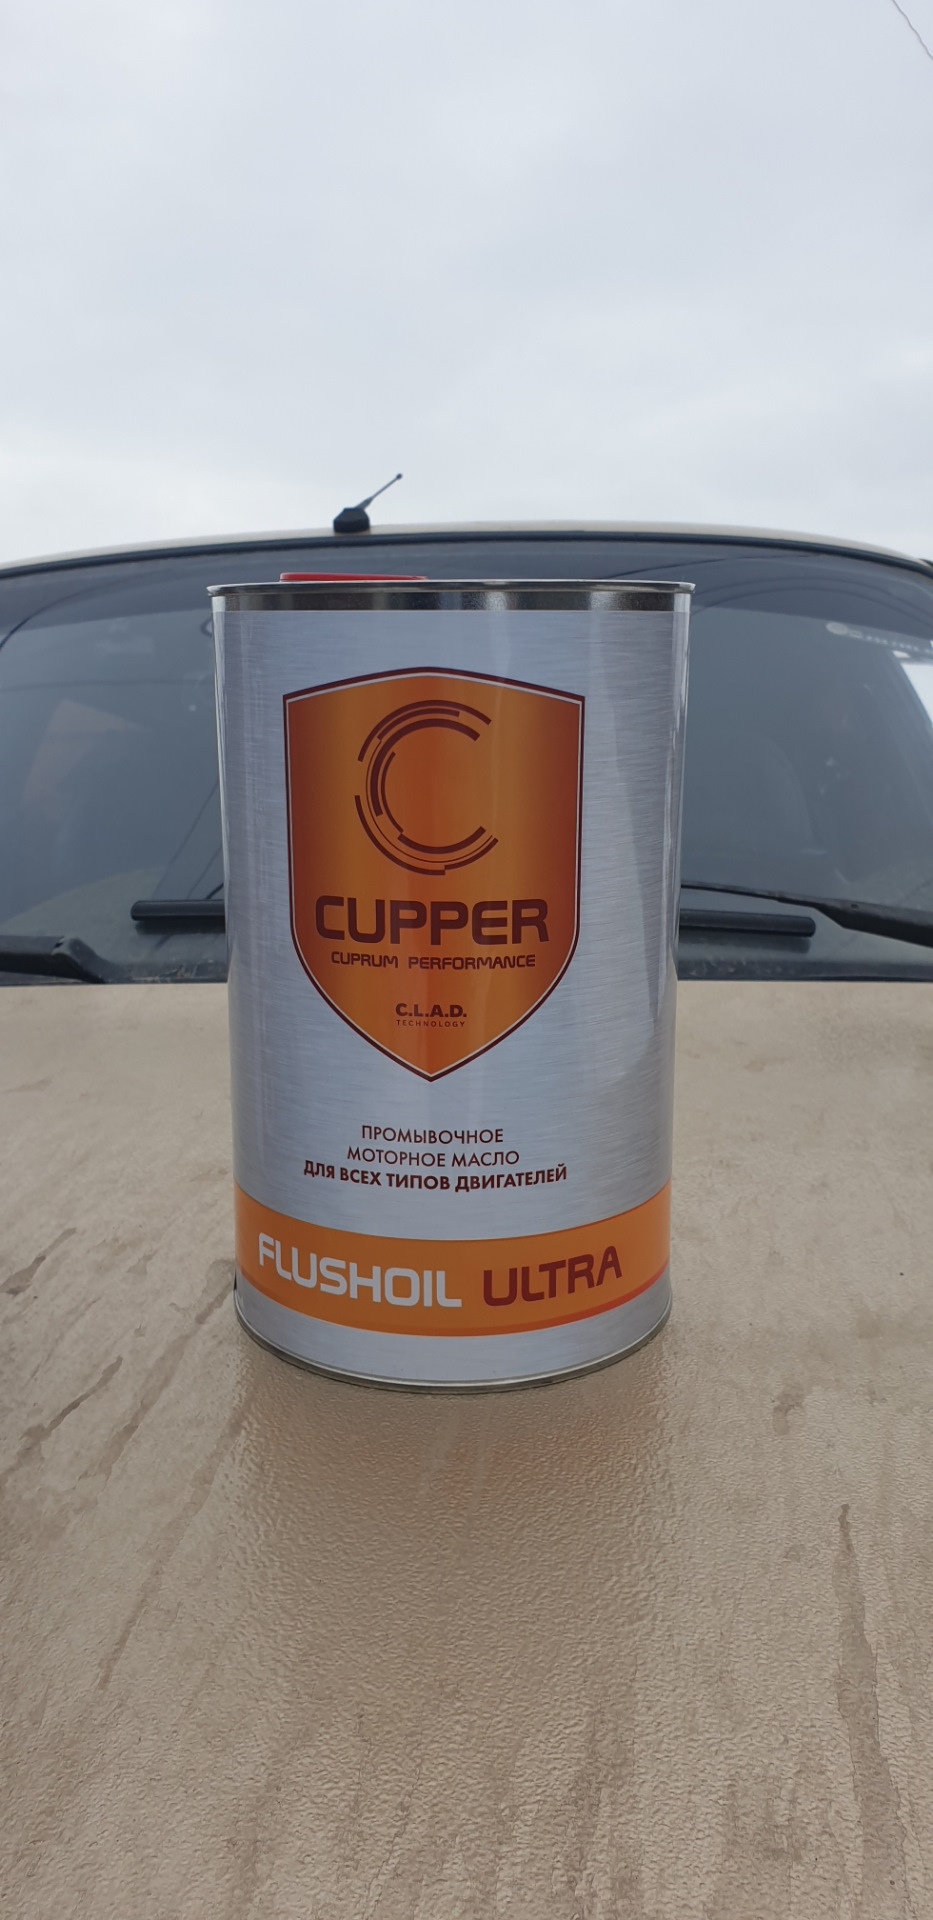 CUPPER
CUPRUM PERFORMANCE
C.L.A.D.
TECHNOLOGY
ПРОМЫВОЧНОЕ
МОТОРНОЕ МАСЛО
ДЛЯ ВСЕХ ТИПОВ ДВИГАТЕЛЕЙ
FLUSHOIL ULTRA